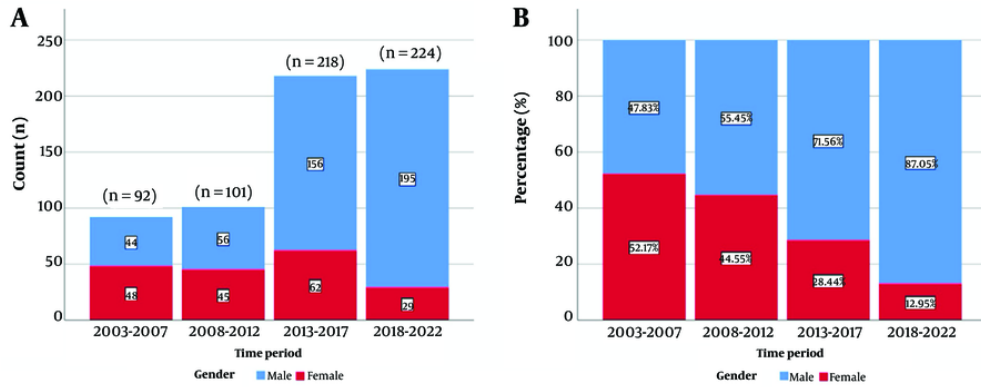 A
Count (n)
250
200
150
100
50
0
(n = 92)
(n = 101)
(n = 218)
(n = 224)
44
56
156
195
48
45
62
29
2003-2007 2008-2012 2013-2017 2018-2022
Time period
Gender Male Female
B
Percentage (%)
100
80
60
40
20
0
47.83%
55.45%
71.56%
87.05%
52.17%
44.55%
28.44%
12.95%
2003-2007 2008-2012 2013-2017 2018-2022
Time period
Gender Male Female